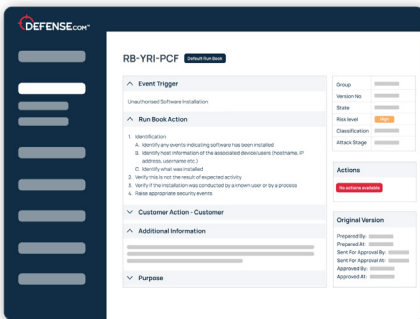 DEFENSE.COM™
RB-YRI-PCF Default Run Book
Event Trigger
Unauthorised Software Installation
Run Book Action
1. Identification
A. Identify any events indicating software has been installed
B. Identify host information of the associated device/users (hostname, IP
address, username etc.)
C. Identify what was installed
2. Verify this is not the result of expected activity
3. Verify if the installation was conducted by a known user or by a process
4. Raise appropriate security events
Customer Action - Customer
Additional Information
Purpose
Group
Version No
State
Risk level High
Classification
Attack Stage
Actions
No actions available
Original Version
Prepared By:
Prepared At:
Sent For Approval By:
Sent For Approval At:
Approved By:
Approved At: